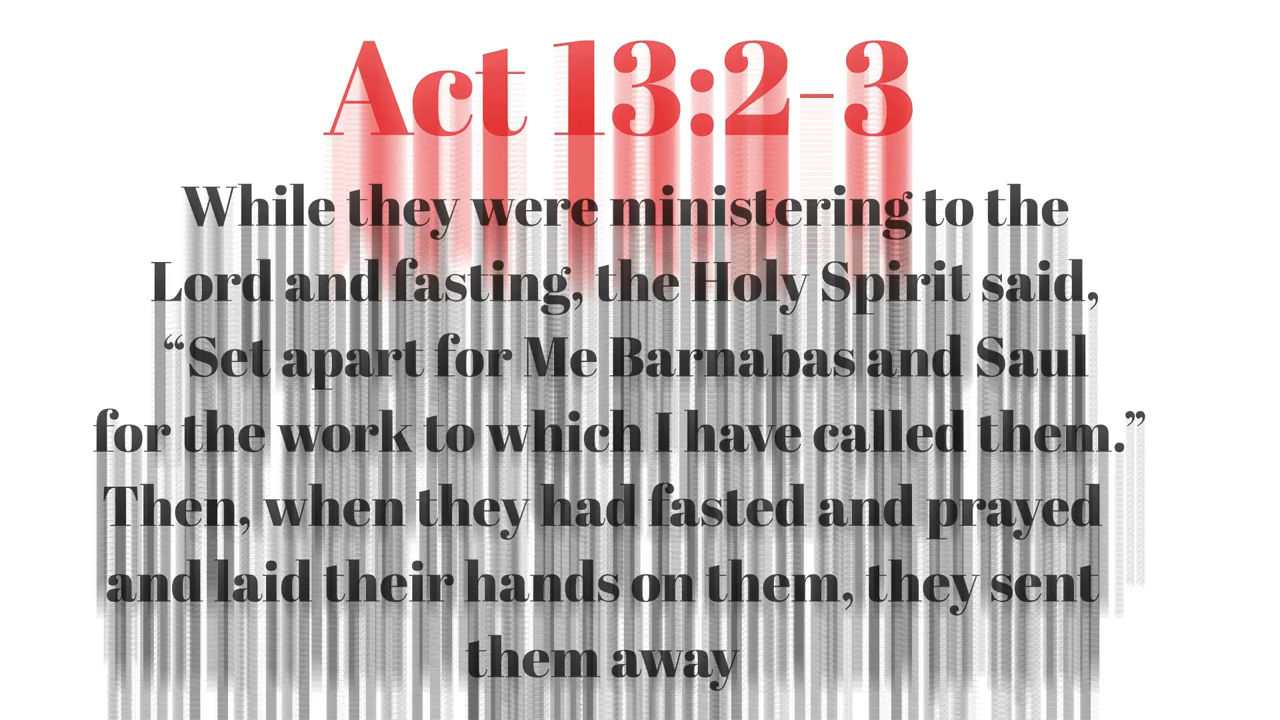 Act 13:2-3
While they were ministering to the
Lord and fasting, the Holy Spirit said,
“Set apart for Me Barnabas and Saul
for the work to which I have called them.”
Then, when they had fasted and prayed
and laid their hands on them, they sent
them away